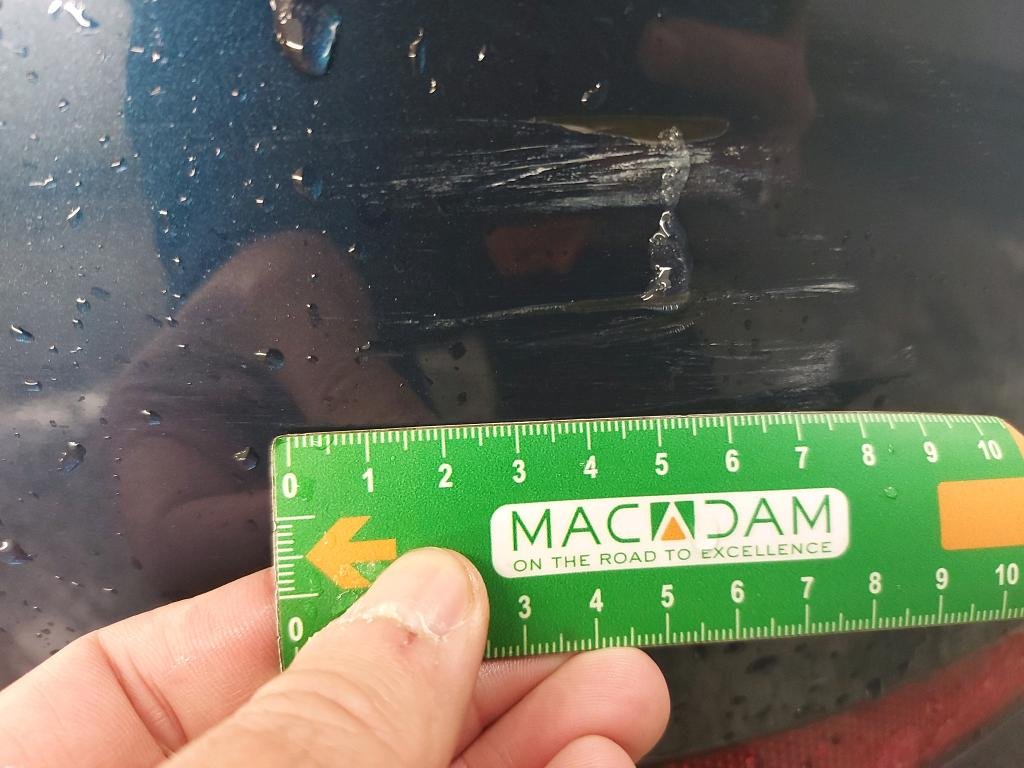 0 1 2 3 4 5 6 7 8 9 10
MACADAM
ON THE ROAD TO EXCELLENCE
0 3 4 5 6 7 8 9 10